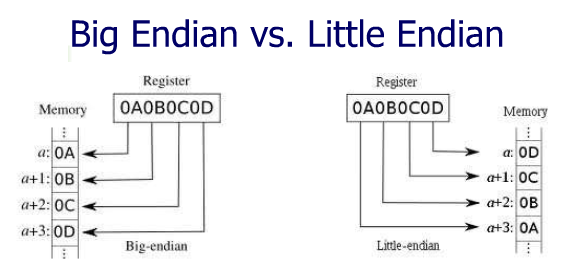 Big Endian vs. Little Endian
Register
0A0B0C0D
Memory
⋮
a: 0A
a+1: 0B
a+2: 0C
a+3: 0D
⋮
Big-endian
Register
0A0B0C0D
Memory
⋮
a: 0D
a+1: 0C
a+2: 0B
a+3: 0A
⋮
Little-endian